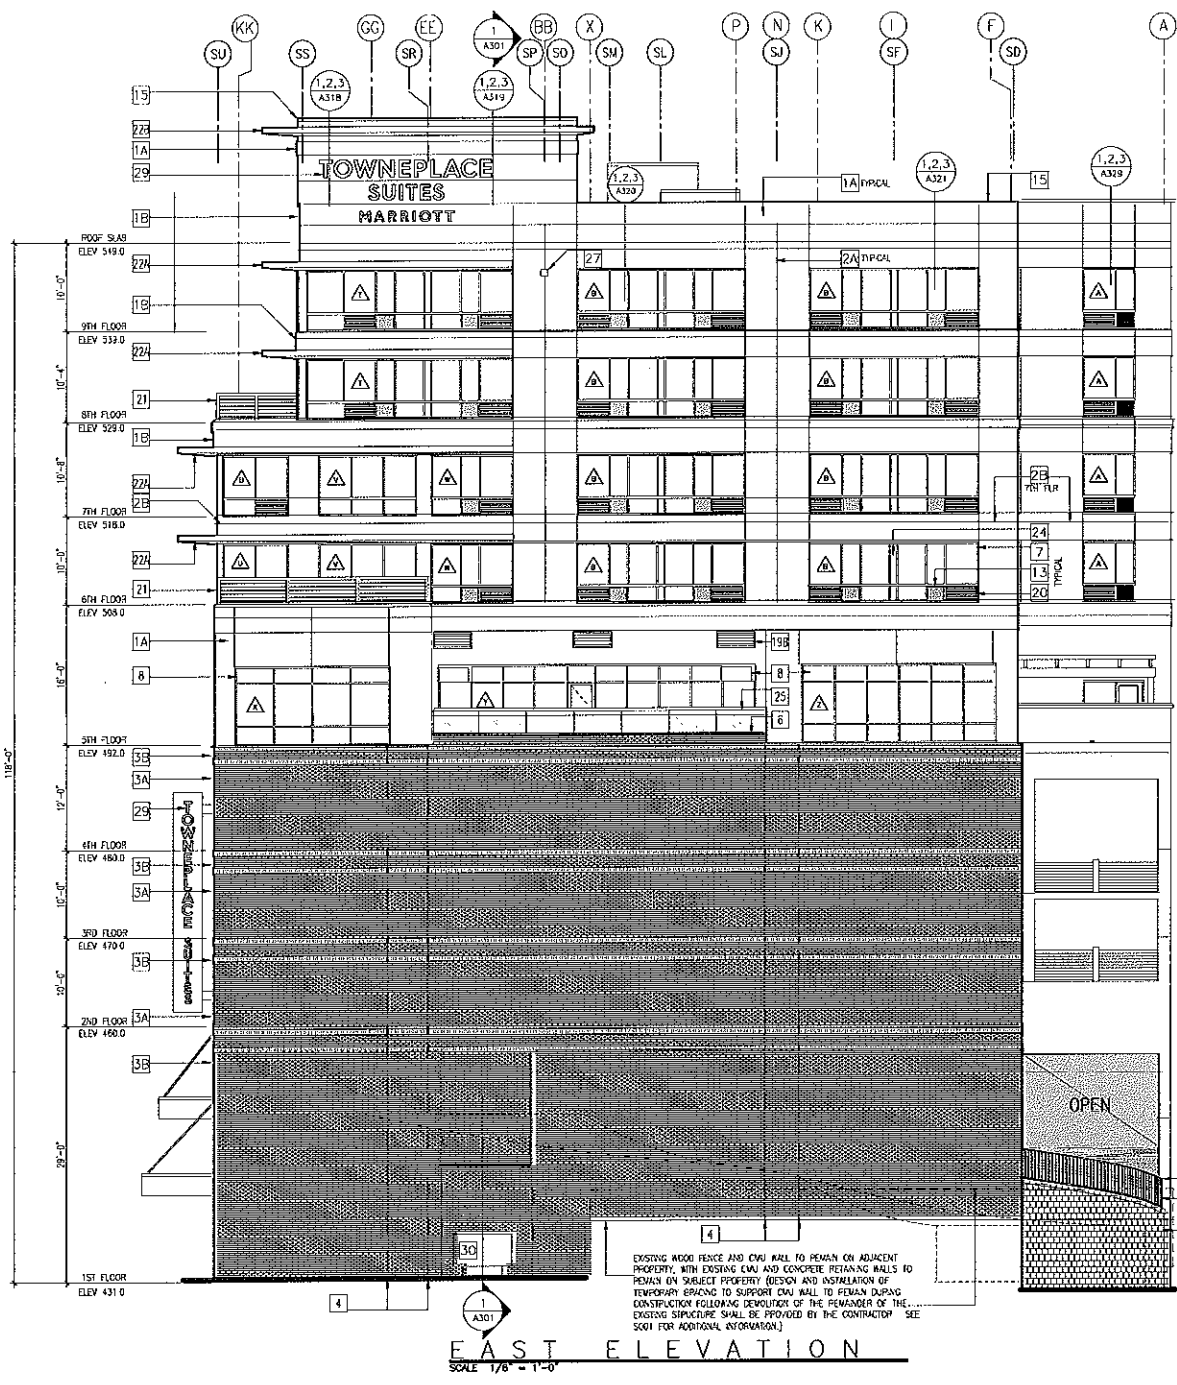 KK
GG
EE
1
A301
BB
X
P
N
K
I
F
A
SU
SS
SR
SP
SO
SM
SL
SJ
SF
SD
1,2,3
A318
1,2,3
A319
1,2,3
A320
1,2,3
A321
1,2,3
A329
15
22B
1A
29
1B
TOWNEPLACE
SUITES
MARRIOTT
1A TYPICAL
15
ROOF SLAB
ELEV 549.0
22A
27
2A TYPICAL
10'-0"
T
B
B
A
1B
9TH FLOOR
ELEV 539.0
22A
10'-4"
T
B
B
A
21
8TH FLOOR
ELEV 529.0
1B
10'-8"
22A
U
V
W
B
B
A
2B
7TH FLR
2B
7TH FLOOR
ELEV 518.0
24
22A
10'-0"
U
V
W
B
B
A
7
13
20
TYPICAL
21
6TH FLOOR
ELEV 508.0
1A
19B
16'-0"
8
8
X
Y
Z
25
6
5TH FLOOR
ELEV 492.0
118'-0"
3B
3A
12'-0"
29
TOWNEPLACE SUITES
4TH FLOOR
ELEV 480.0
3B
10'-0"
3A
3RD FLOOR
ELEV 470.0
3B
10'-0"
3A
2ND FLOOR
ELEV 460.0
3B
OPEN
29'-0"
4
30
1ST FLOOR
ELEV 431.0
4
1
A301
EXISTING WOOD FENCE AND CMU WALL TO REMAIN ON ADJACENT
PROPERTY, WITH EXISTING CMU AND CONCRETE RETAINING WALLS TO
REMAIN ON SUBJECT PROPERTY (DESIGN AND INSTALLATION OF
TEMPORARY BRACING TO SUPPORT CMU WALL TO REMAIN DURING
CONSTRUCTION FOLLOWING DEMOLITION OF THE REMAINDER OF THE
EXISTING STRUCTURE SHALL BE PROVIDED BY THE CONTRACTOR SEE
S001 FOR ADDITIONAL INFORMATION.)
EAST ELEVATION
SCALE 1/8" = 1'-0"